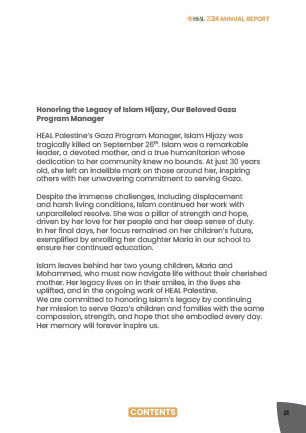 HEAL 2024 ANNUAL REPORT
Honoring the Legacy of Islam Hijazy, Our Beloved Gaza
Program Manager
HEAL Palestine's Gaza Program Manager, Islam Hijazy was
tragically killed on September 26th. Islam was a remarkable
leader, a devoted mother, and a true humanitarian whose
dedication to her community knew no bounds. At just 30 years
old, she left an indelible mark on those around her, inspiring
others with her unwavering commitment to serving Gaza.
Despite the immense challenges, including displacement
and harsh living conditions, Islam continued her work with
unparalleled resolve. She was a pillar of strength and hope,
driven by her love for her people and her deep sense of duty.
In her final days, her focus remained on her children's future,
exemplified by enrolling her daughter Maria in our school to
ensure her continued education.
Islam leaves behind her two young children, Maria and
Mohammed, who must now navigate life without their cherished
mother. Her legacy lives on in their smiles, in the lives she
uplifted, and in the ongoing work of HEAL Palestine.
We are committed to honoring Islam's legacy by continuing
her mission to serve Gaza's children and families with the same
compassion, strength, and hope that she embodied every day.
Her memory will forever inspire us.
CONTENTS